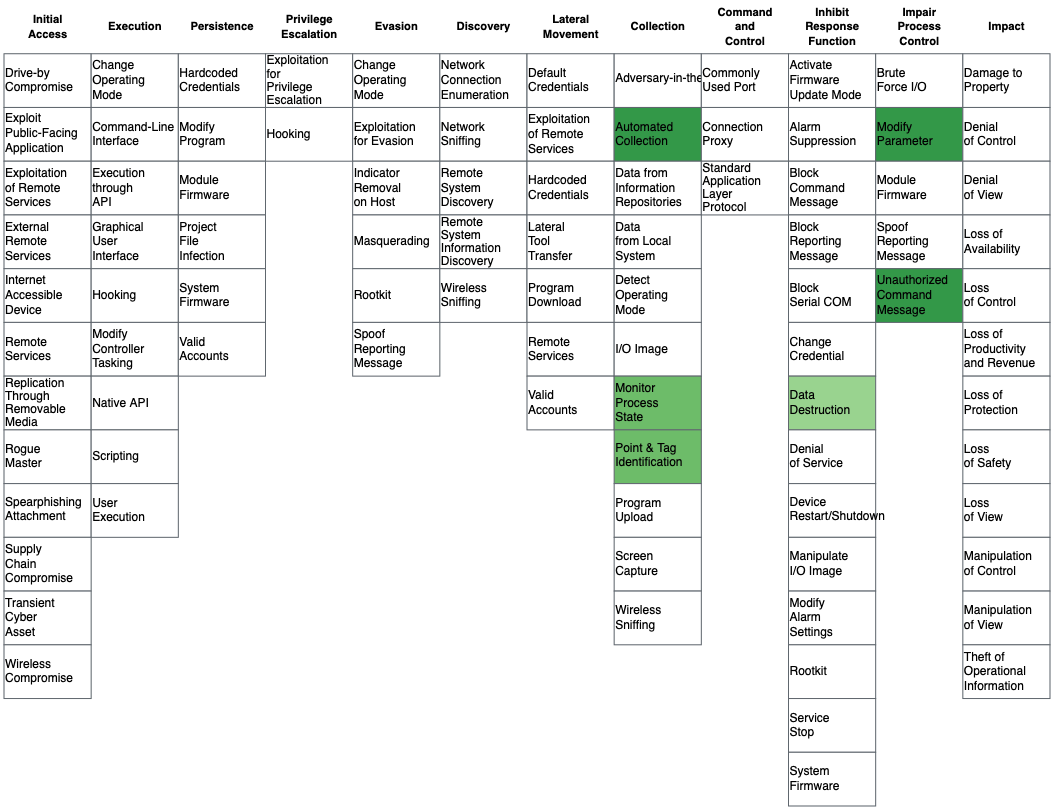 Initial
Access
Execution
Persistence
Privilege
Escalation
Evasion
Discovery
Lateral
Movement
Collection
Command
and
Control
Inhibit
Response
Function
Impair
Process
Control
Impact
Drive-by
Compromise
Change
Operating
Mode
Hardcoded
Credentials
Exploitation
for
Privilege
Escalation
Change
Operating
Mode
Network
Connection
Enumeration
Default
Credentials
Adversary-in-the
Commonly
Used Port
Activate
Firmware
Update Mode
Brute
Force I/O
Damage to
Property
Exploit
Public-Facing
Application
Command-Line
Interface
Modify
Program
Hooking
Exploitation
for Evasion
Network
Sniffing
Exploitation
of Remote
Services
Automated
Collection
Connection
Proxy
Alarm
Suppression
Modify
Parameter
Denial
of Control
Exploitation
of Remote
Services
Execution
through
API
Module
Firmware
Indicator
Removal
on Host
Remote
System
Discovery
Hardcoded
Credentials
Data from
Information
Repositories
Standard
Application
Layer
Protocol
Block
Command
Message
Module
Firmware
Denial
of View
External
Remote
Services
Graphical
User
Interface
Project
File
Infection
Masquerading
Remote
System
Information
Discovery
Lateral
Tool
Transfer
Data
from Local
System
Block
Reporting
Message
Spoof
Reporting
Message
Loss of
Availability
Internet
Accessible
Device
Hooking
System
Firmware
Rootkit
Wireless
Sniffing
Program
Download
Detect
Operating
Mode
Block
Serial COM
Unauthorized
Command
Message
Loss
of Control
Remote
Services
Modify
Controller
Tasking
Valid
Accounts
Spoof
Reporting
Message
Remote
Services
I/O Image
Change
Credential
Loss of
Productivity
and Revenue
Replication
Through
Removable
Media
Native API
Valid
Accounts
Monitor
Process
State
Data
Destruction
Loss of
Protection
Rogue
Master
Scripting
Point & Tag
Identification
Denial
of Service
Loss
of Safety
Spearphishing
Attachment
User
Execution
Program
Upload
Device
Restart/Shutdown
Loss
of View
Supply
Chain
Compromise
Screen
Capture
Manipulate
I/O Image
Manipulation
of Control
Transient
Cyber
Asset
Wireless
Sniffing
Modify
Alarm
Settings
Manipulation
of View
Wireless
Compromise
Rootkit
Theft of
Operational
Information
Service
Stop
System
Firmware